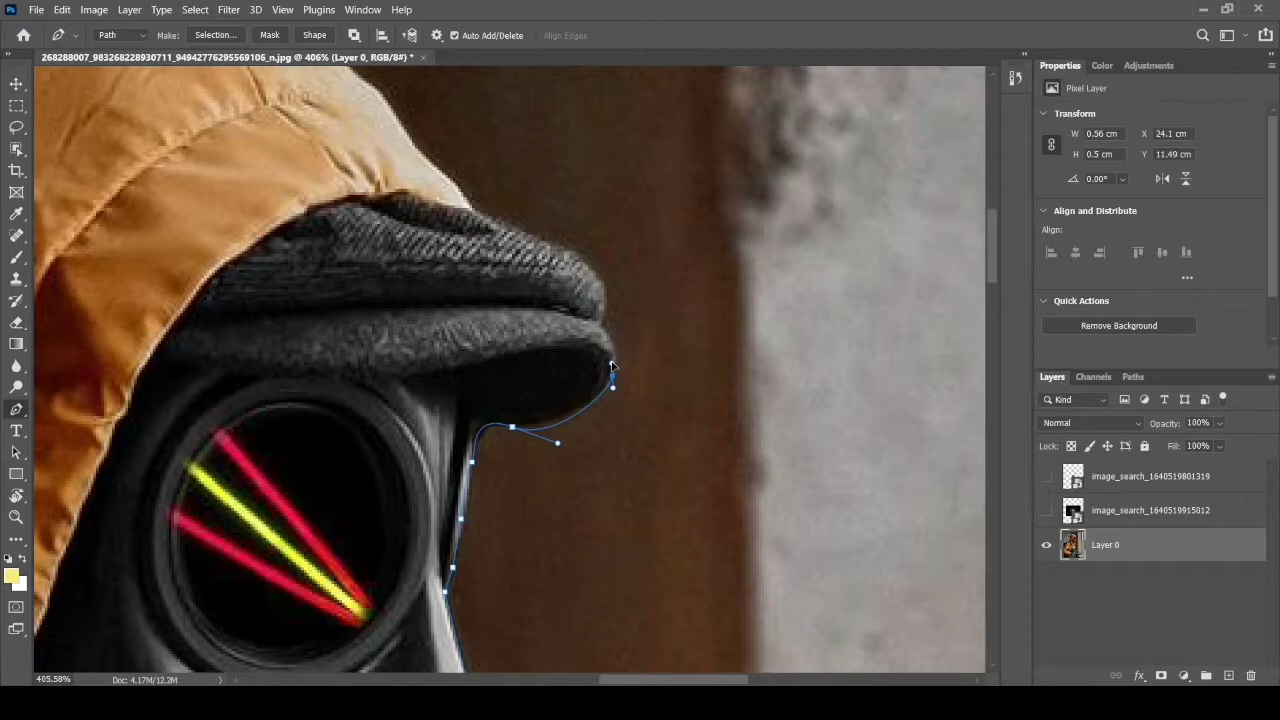 Ps File Edit Image Layer Type Select Filter 3D View Plugins Window Help
Path Make: Selection... Mask Shape Auto Add/Delete Align Edges
268288007_983268228930711_94942776295569106_n.jpg @ 406% (Layer 0, RGB/8#) *
Properties Color Adjustments
Pixel Layer
Transform
W 0.56 cm X 24.1 cm
H 0.5 cm Y 11.49 cm
0.00°
Align and Distribute
Align:
Quick Actions
Remove Background
Layers Channels Paths
Kind
Normal Opacity: 100%
Lock: Fill: 100%
image_search_1640519801319
image_search_1640519915012
Layer 0
405.58% Doc: 4.17M/12.2M